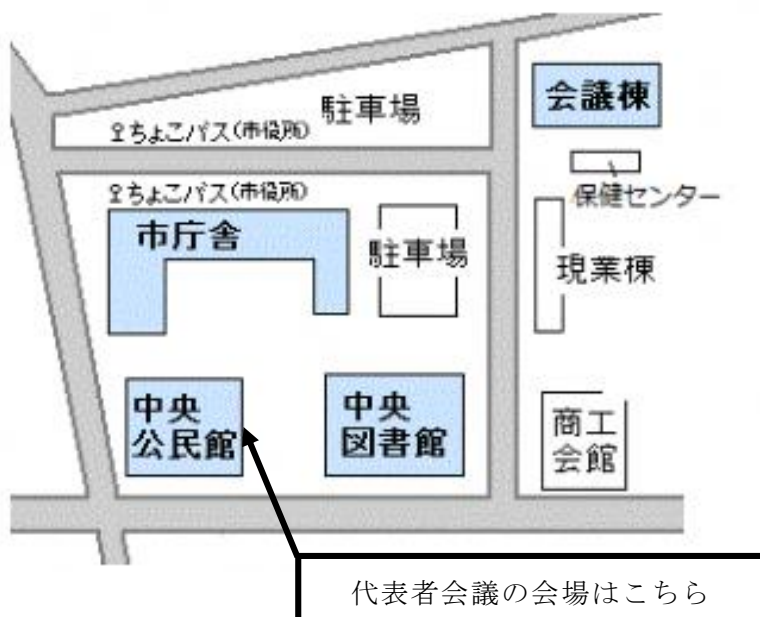 駐車場
会議棟
ちょこバス(市役所)
ちょこバス(市役所)
保健センター
市庁舎
駐車場
現業棟
中央
公民館
中央
図書館
商工
会館
代表者会議の会場はこちら